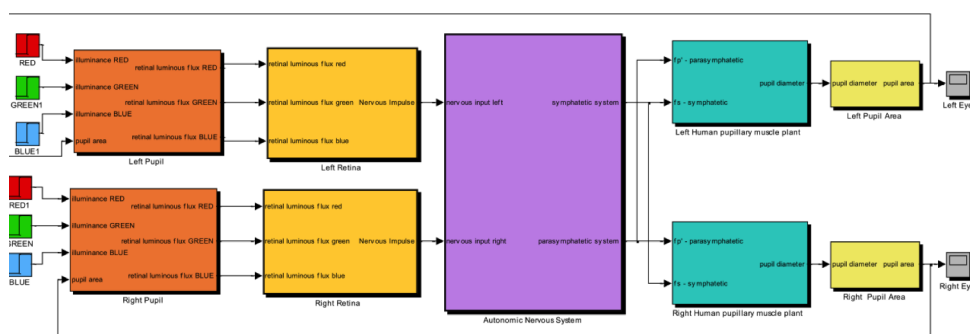 RED
GREEN1
BLUE1
illuminance RED
illuminance GREEN
illuminance BLUE
pupil area
retinal luminous flux RED
retinal luminous flux GREEN
retinal luminous flux BLUE
Left Pupil
retinal luminous flux red
retinal luminous flux green
retinal luminous flux blue
Nervous Impulse
Left Retina
nervous input left
nervous input right
symphatetic system
parasymphatetic system
Autonomic Nervous System
fp' - parasymphatetic
fs - symphatetic
pupil diameter
Left Human pupillary muscle plant
pupil diameter
pupil area
Left Pupil Area
Left Eye
RED1
GREEN
BLUE
illuminance RED
illuminance GREEN
illuminance BLUE
pupil area
retinal luminous flux RED
retinal luminous flux GREEN
retinal luminous flux BLUE
Right Pupil
retinal luminous flux red
retinal luminous flux green
retinal luminous flux blue
Nervous Impulse
Right Retina
fp' - parasymphatetic
fs - symphatetic
pupil diameter
Right Human pupillary muscle plant
pupil diameter
pupil area
Right Pupil Area
Right Eye